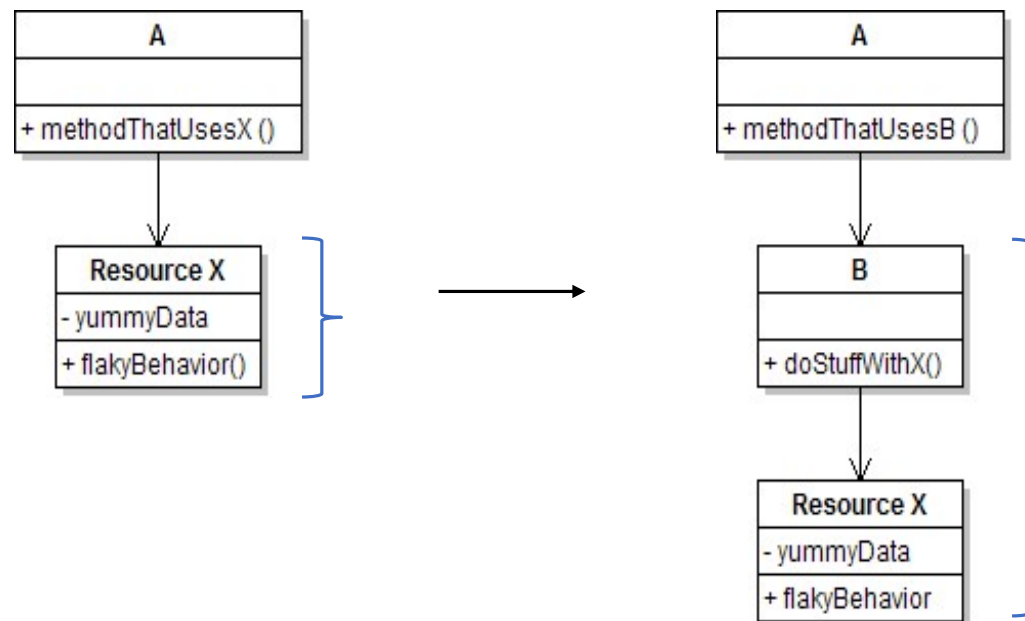 A
+ methodThatUsesX ()
Resource X
- yummyData
+ flakyBehavior()
A
+ methodThatUsesB ()
B
+ doStuffWithX()
Resource X
- yummyData
+ flakyBehavior